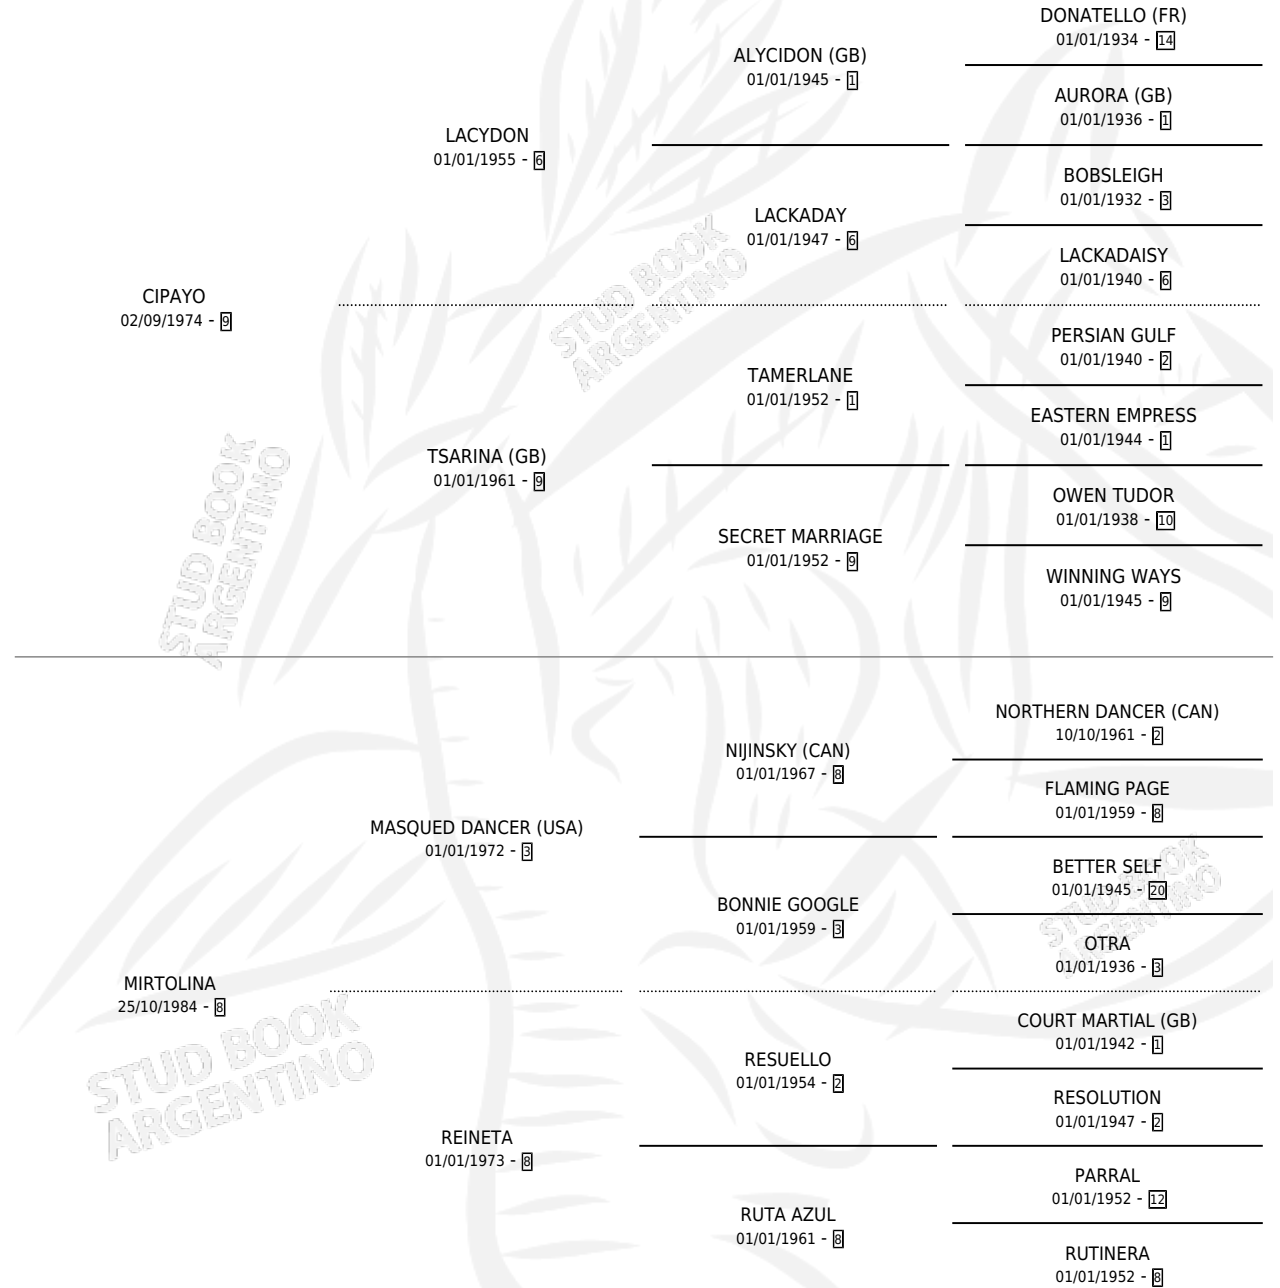 DONATELLO (FR)
01/01/1934 - 14
ALYCIDON (GB)
01/01/1945 - 1
AURORA (GB)
01/01/1936 - 1
LACYDON
01/01/1955 - 6
BOBSLEIGH
01/01/1932 - 3
LACKADAY
01/01/1947 - 6
LACKADAISY
01/01/1940 - 6
CIPAYO
02/09/1974 - 9
PERSIAN GULF
01/01/1940 - 2
TAMERLANE
01/01/1952 - 1
EASTERN EMPRESS
01/01/1944 - 1
TSARINA (GB)
01/01/1961 - 9
OWEN TUDOR
01/01/1938 - 10
SECRET MARRIAGE
01/01/1952 - 9
WINNING WAYS
01/01/1945 - 9
STUD BOOK
ARGENTINO
STUD BOOK
ARGENTINO
NORTHERN DANCER (CAN)
10/10/1961 - 2
NIJINSKY (CAN)
01/01/1967 - 8
FLAMING PAGE
01/01/1959 - 8
MASQUED DANCER (USA)
01/01/1972 - 3
BETTER SELF
01/01/1945 - 20
BONNIE GOOGLE
01/01/1959 - 3
OTRA
01/01/1936 - 3
MIRTOLINA
25/10/1984 - 8
COURT MARTIAL (GB)
01/01/1942 - 1
RESUELLO
01/01/1954 - 2
RESOLUTION
01/01/1947 - 2
REINETA
01/01/1973 - 8
PARRAL
01/01/1952 - 12
RUTA AZUL
01/01/1961 - 8
RUTINERA
01/01/1952 - 8
STUD BOOK
ARGENTINO
STUD BOOK
ARGENTINO